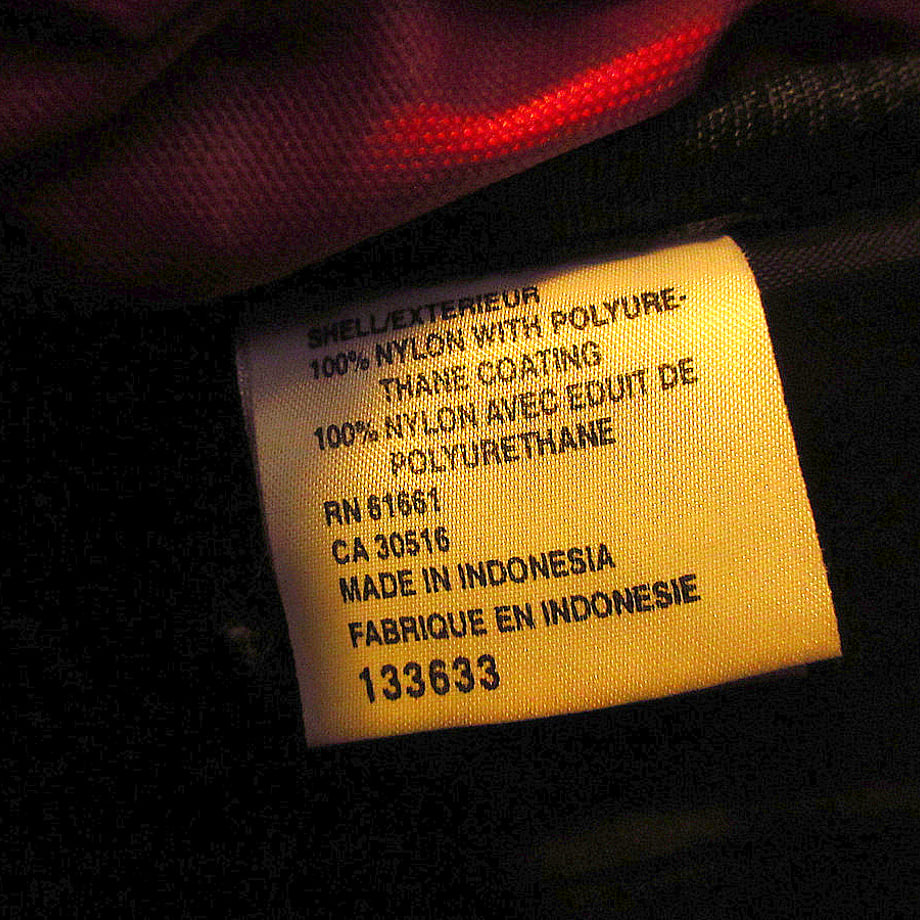 SHELL/EXTERIEUR
100% NYLON WITH POLYURE-
THANE COATING
100% NYLON AVEC EDUIT DE
POLYURETHANE
RN 61661
CA 30516
MADE IN INDONESIA
FABRIQUE EN INDONESIE
133633